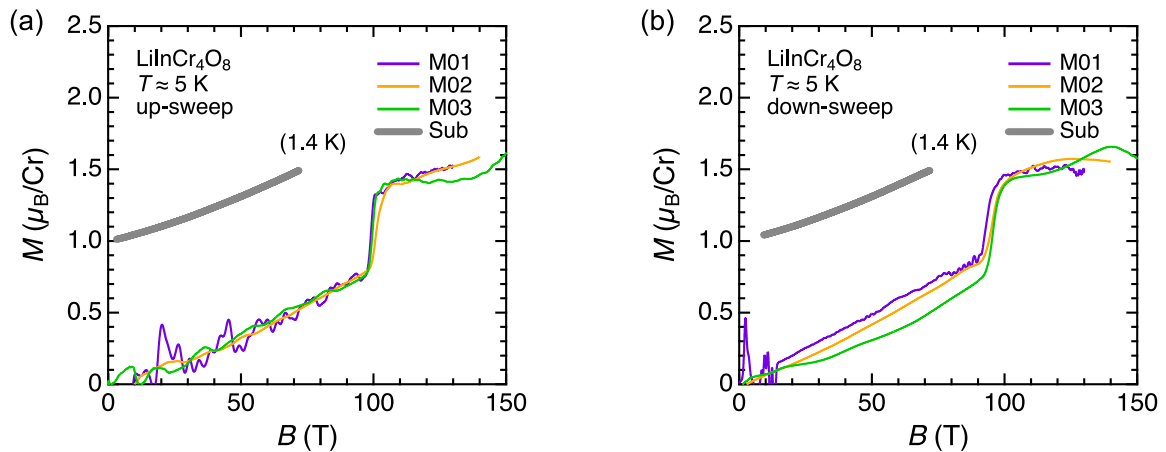 (a)
2.5
2.0
1.5
1.0
0.5
0
M (μB/Cr)
LiInCr4O8
T ≈ 5 K
up-sweep
M01
M02
M03
Sub
(1.4 K)
0
50
100
150
B (T)
(b)
2.5
2.0
1.5
1.0
0.5
0
M (μB/Cr)
LiInCr4O8
T ≈ 5 K
down-sweep
M01
M02
M03
Sub
(1.4 K)
0
50
100
150
B (T)